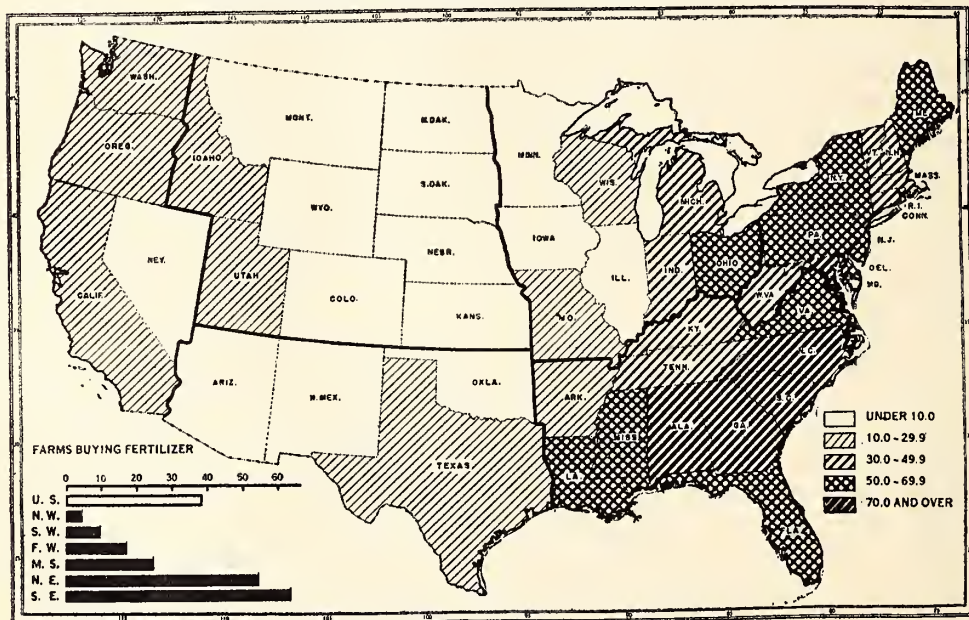 WASH.
OREG.
CALIF.
NEV.
IDAHO
MONT.
WYO.
UTAH
COLO.
ARIZ.
N.MEX.
N.DAK.
S.DAK.
NEBR.
KANS.
OKLA.
TEXAS
MINN.
IOWA
MO.
ARK.
LA.
WIS.
ILL.
MICH.
IND.
OHIO
KY.
TENN.
MISS.
ALA.
GA.
FLA.
S.C.
N.C.
VA.
W.VA.
PA.
N.Y.
VT.
N.H.
ME.
MASS.
R.I.
CONN.
N.J.
DEL.
MD.
UNDER 10.0
10.0-29.9
30.0-49.9
50.0-69.9
70.0 AND OVER
FARMS BUYING FERTILIZER
0 10 20 30 40 50 60
U. S.
N. W.
S. W.
F. W.
M. S.
N. E.
S. E.